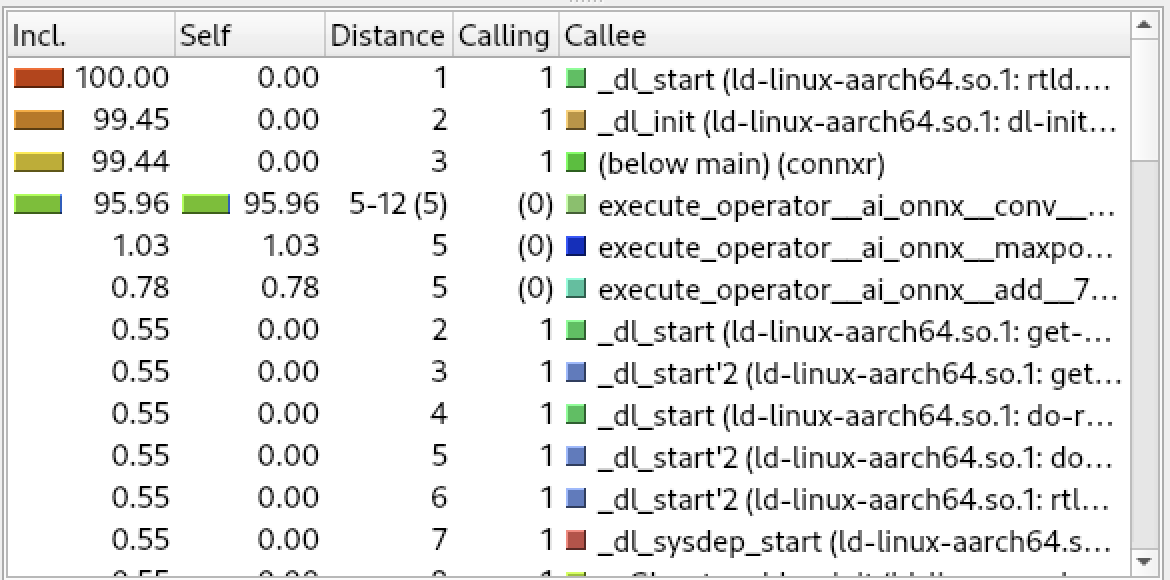 Incl. Self Distance Calling Callee
100.00 0.00 1 1 _dl_start (ld-linux-aarch64.so.1: rtld....
99.45 0.00 2 1 _dl_init (ld-linux-aarch64.so.1: dl-init...
99.44 0.00 3 1 (below main) (connxr)
95.96 95.96 5-12 (5) (0) execute_operator__ai_onnx__conv__...
1.03 1.03 5 (0) execute_operator__ai_onnx__maxpo...
0.78 0.78 5 (0) execute_operator__ai_onnx__add__7...
0.55 0.00 2 1 _dl_start (ld-linux-aarch64.so.1: get-...
0.55 0.00 3 1 _dl_start'2 (ld-linux-aarch64.so.1: get...
0.55 0.00 4 1 _dl_start (ld-linux-aarch64.so.1: do-r...
0.55 0.00 5 1 _dl_start'2 (ld-linux-aarch64.so.1: do...
0.55 0.00 6 1 _dl_start'2 (ld-linux-aarch64.so.1: rtl...
0.55 0.00 7 1 _dl_sysdep_start (ld-linux-aarch64.s...